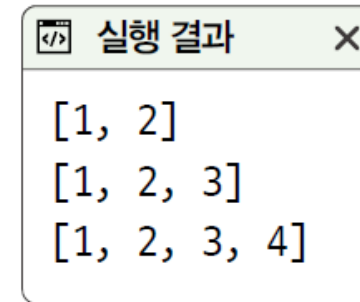 실행 결과
[1, 2]
[1, 2, 3]
[1, 2, 3, 4]